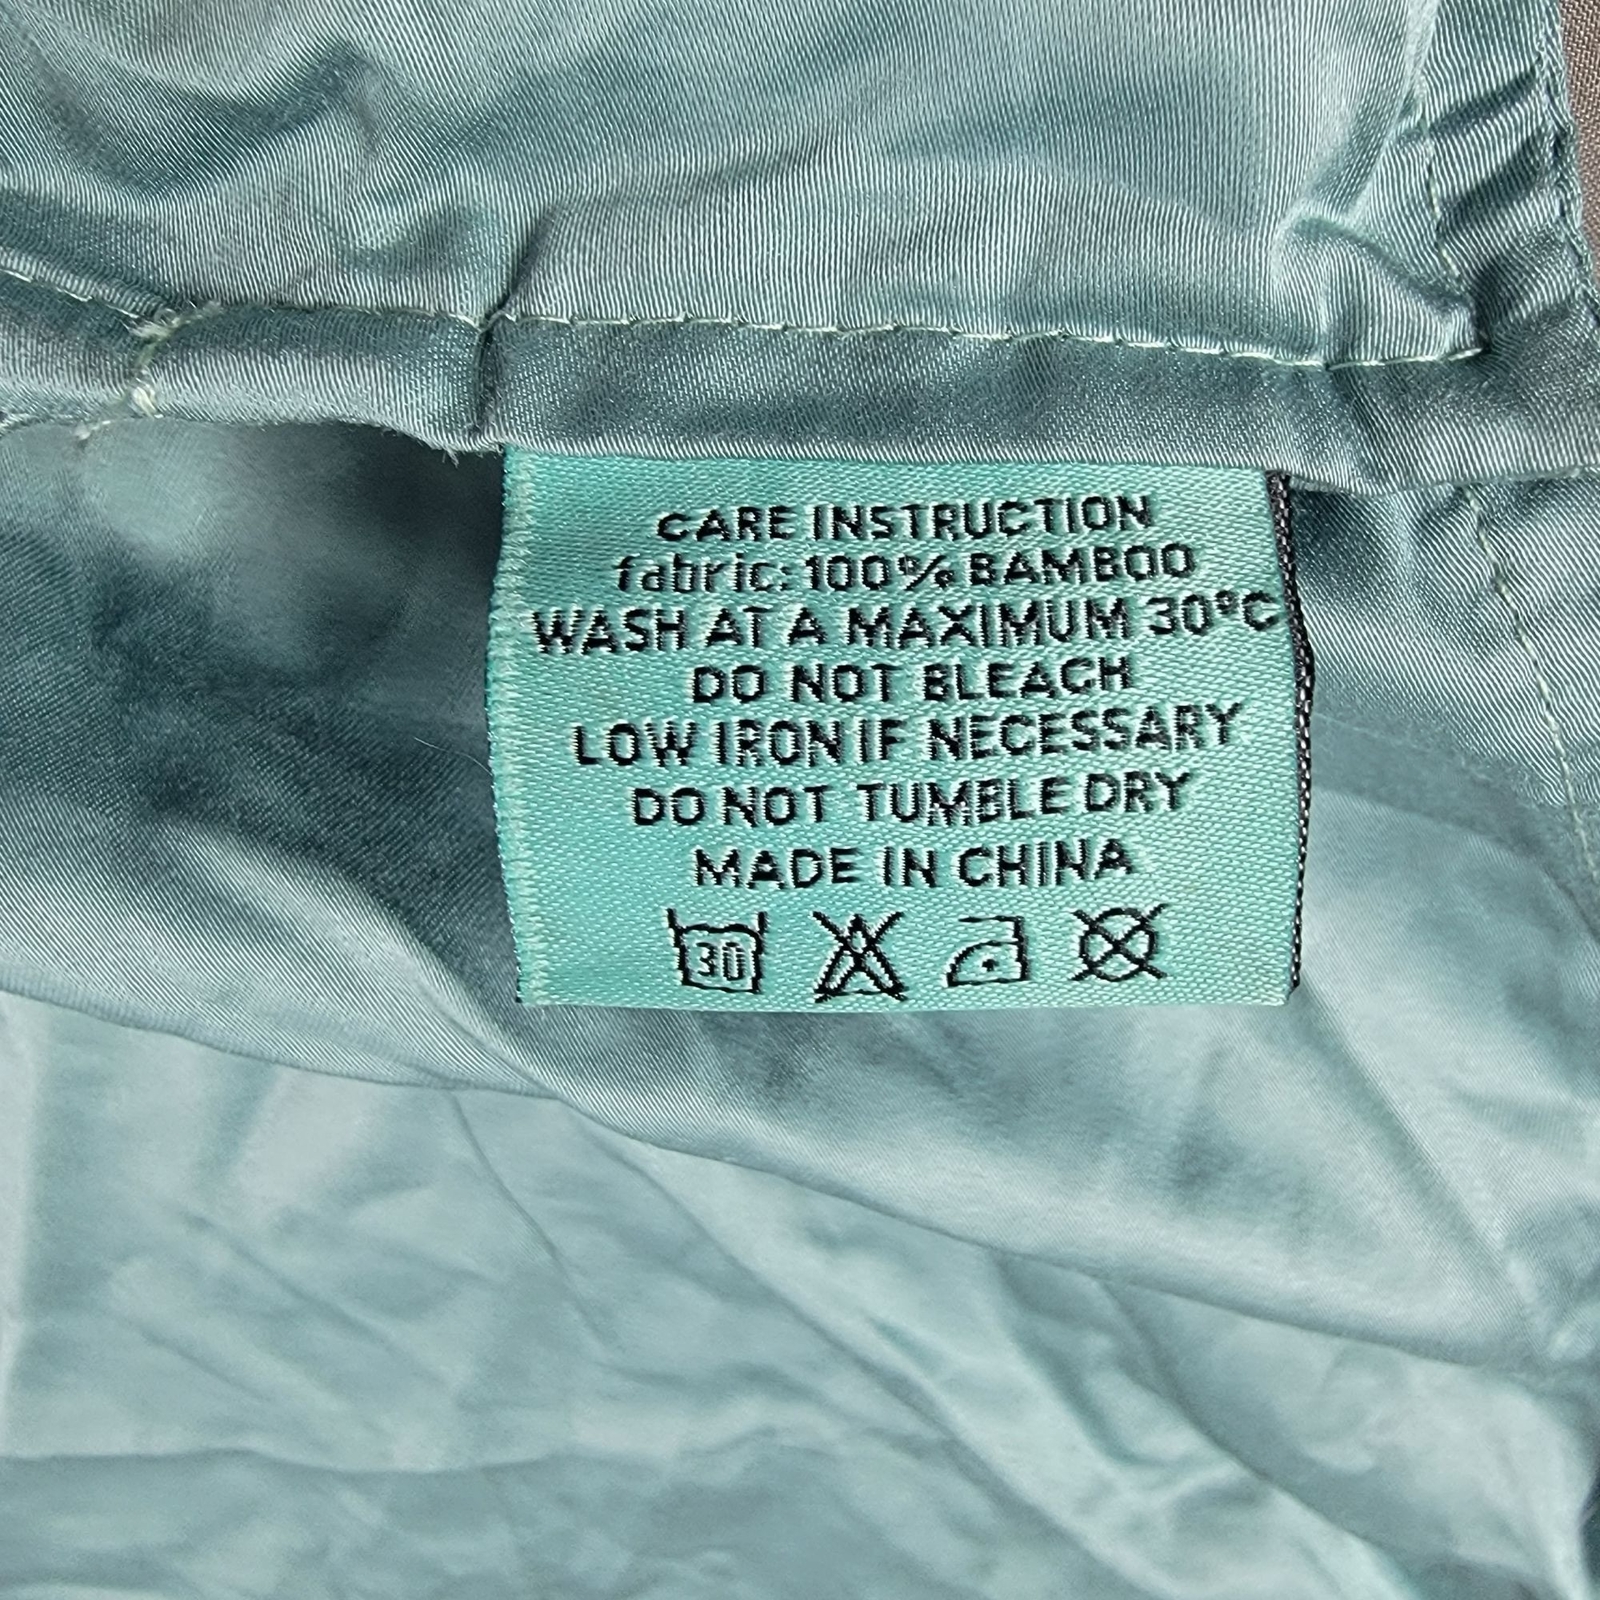 CARE INSTRUCTION
fabric: 100% BAMBOO
WASH AT A MAXIMUM 30°C
DO NOT BLEACH
LOW IRON IF NECESSARY
DO NOT TUMBLE DRY
MADE IN CHINA
30